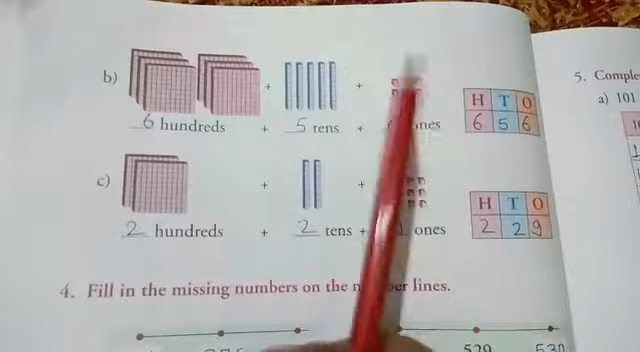 b)
+ +
6 hundreds + 5 tens + ones
H T O
6 5 6
c)
+ +
2 hundreds + 2 tens + ones
H T O
2 2 9
4. Fill in the missing numbers on the lines.
529 530
5. Comple
a) 101